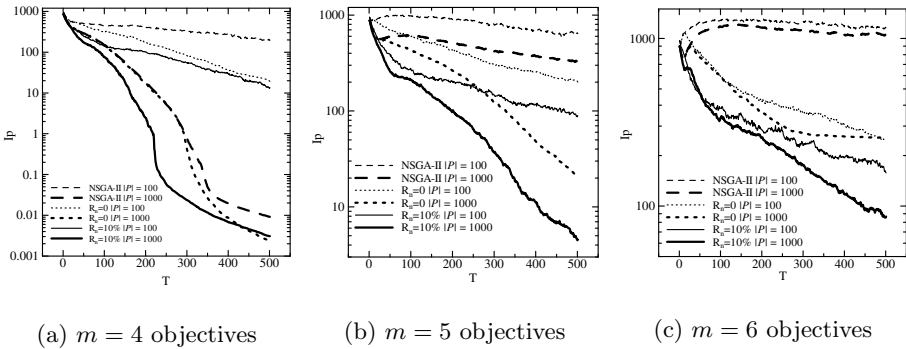 1000
100
10
1
0.1
0.01
0.001
Ip
0 100 200 300 400 500
T
NSGA-II |P| = 100
NSGA-II |P| = 1000
Rn=0 |P| = 100
Rn=0 |P| = 1000
Rn=10% |P| = 100
Rn=10% |P| = 1000
(a) m = 4 objectives
1000
100
10
Ip
0 100 200 300 400 500
T
NSGA-II |P| = 100
NSGA-II |P| = 1000
Rn=0 |P| = 100
Rn=0 |P| = 1000
Rn=10% |P| = 100
Rn=10% |P| = 1000
(b) m = 5 objectives
1000
100
Ip
0 100 200 300 400 500
T
NSGA-II |P| = 100
NSGA-II |P| = 1000
Rn=0 |P| = 100
Rn=0 |P| = 1000
Rn=10% |P| = 100
Rn=10% |P| = 1000
(c) m = 6 objectives